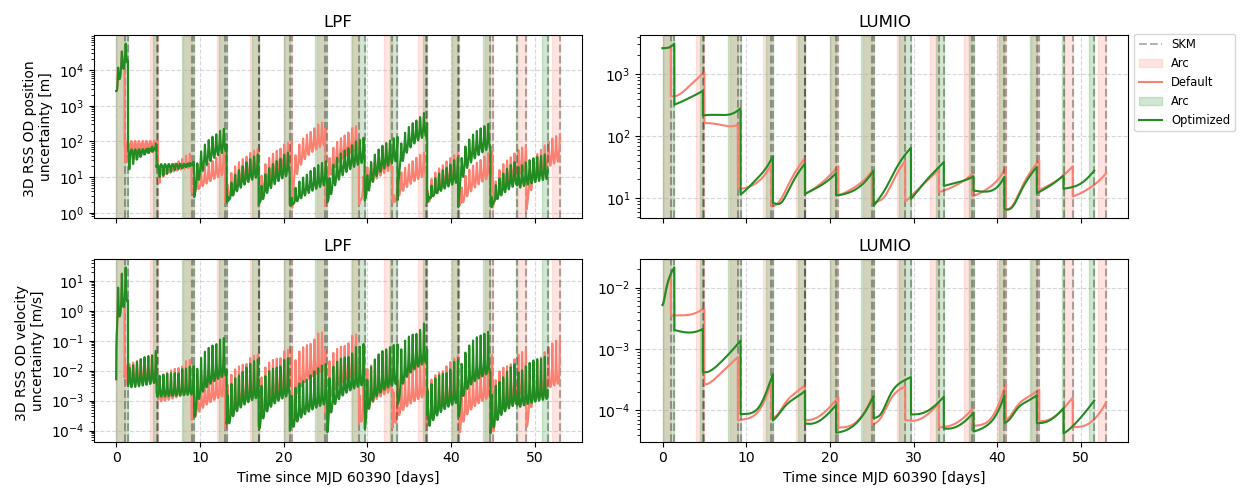 LPF
LUMIO
3D RSS OD position
uncertainty [m]
10⁴
10³
10²
10¹
10⁰
10³
10²
10¹
SKM
Arc
Default
Arc
Optimized
LPF
LUMIO
3D RSS OD velocity
uncertainty [m/s]
10¹
10⁰
10⁻¹
10⁻²
10⁻³
10⁻⁴
10⁻²
10⁻³
10⁻⁴
0 10 20 30 40 50
0 10 20 30 40 50
Time since MJD 60390 [days]
Time since MJD 60390 [days]